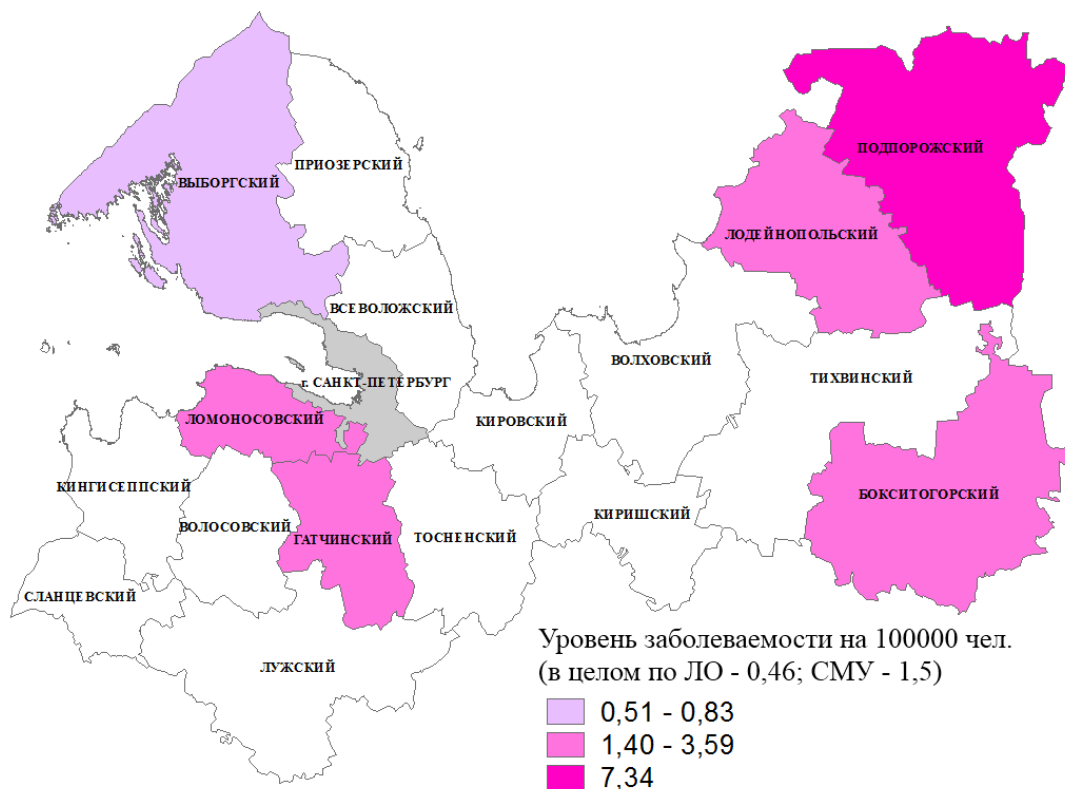 ПРИОЗЕРСКИЙ
ВЫБОРГСКИЙ
ПОДПОРОЖСКИЙ
ЛОДЕЙНОПОЛЬСКИЙ
ВСЕВОЛОЖСКИЙ
ВОЛХОВСКИЙ
ТИХВИНСКИЙ
г. САНКТ-ПЕТЕРБУРГ
ЛОМОНОСОВСКИЙ
КИРОВСКИЙ
КИНГИСЕППСКИЙ
БОКСИТОГОРСКИЙ
ВОЛОСОВСКИЙ
ГАТЧИНСКИЙ
ТОСНЕНСКИЙ
КИРИШСКИЙ
СЛАНЦЕВСКИЙ
ЛУЖСКИЙ
Уровень заболеваемости на 100000 чел.
(в целом по ЛО - 0,46; СМУ - 1,5)
0,51 - 0,83
1,40 - 3,59
7,34